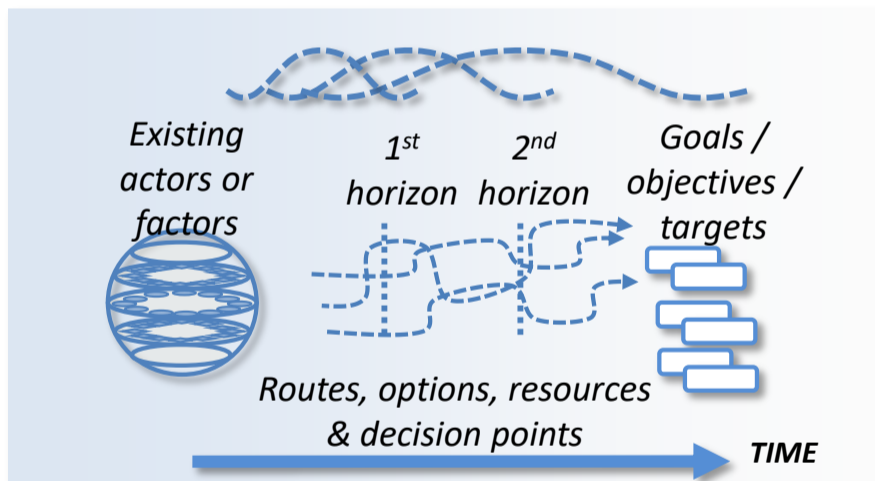 Existing
actors or
factors
1st
horizon
2nd
horizon
Goals /
objectives /
targets
Routes, options, resources
& decision points
TIME